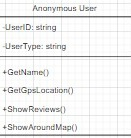 Anonymous User
-UserID: string
-UserType: string
+GetName()
+GetGpsLocation()
+ShowReviews()
+ShowAroundMap()